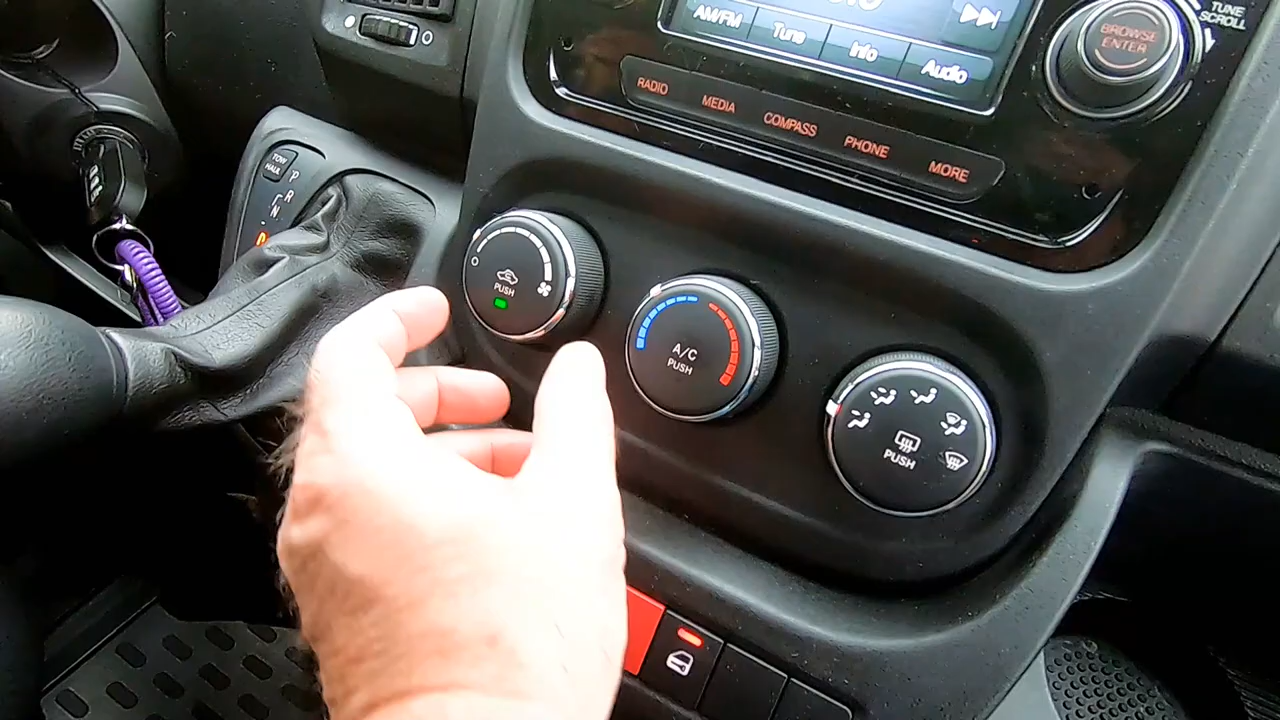 TUNE
SCROLL
BROWSE
ENTER
AM/FM
Tune
Info
Audio
RADIO
MEDIA
COMPASS
PHONE
MORE
TOW
HAUL
P
R
N
O
PUSH
A/C
PUSH
PUSH